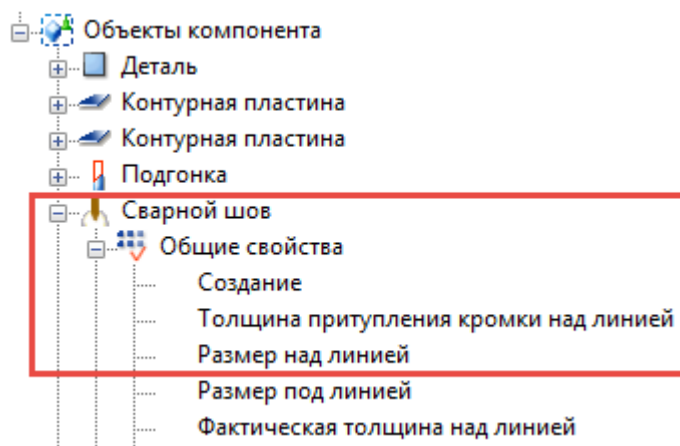 Объекты компонента
Деталь
Контурная пластина
Контурная пластина
Подгонка
Сварной шов
Общие свойства
Создание
Толщина притупления кромки над линией
Размер над линией
Размер под линией
Фактическая толщина над линией